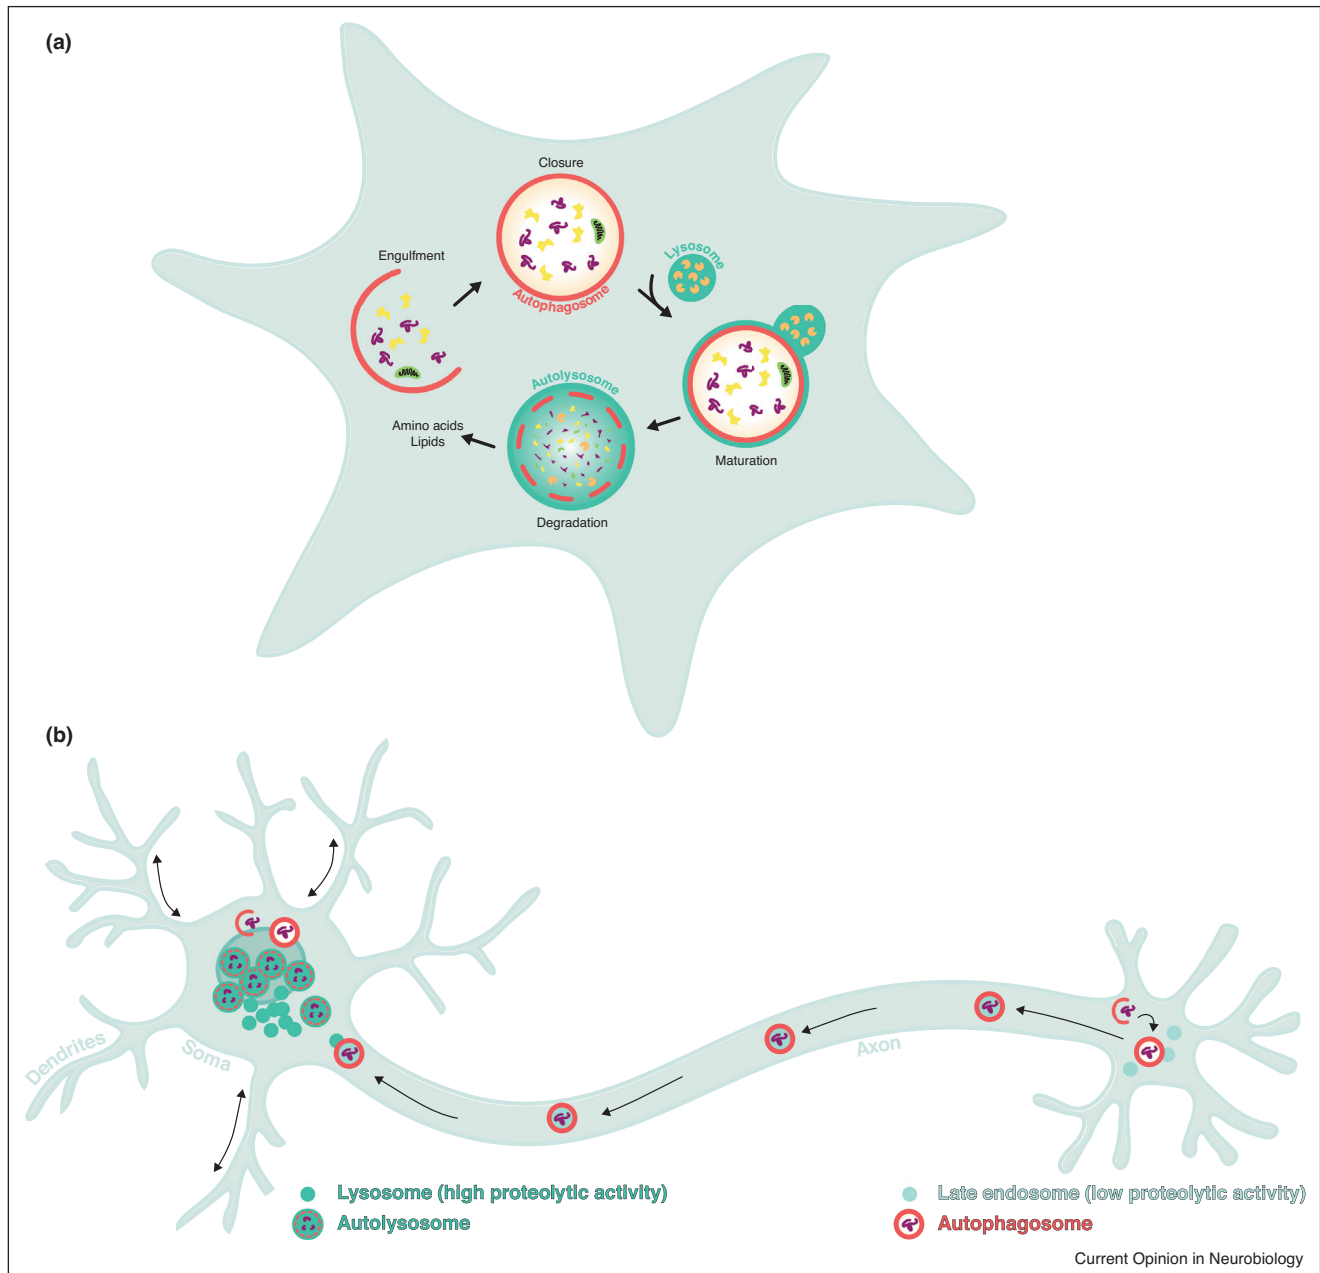 (a)
Closure
Engulfment
Lysosome
Autophagosome
Autolysosome
Amino acids
Lipids
Maturation
Degradation
(b)
Dendrites
Soma
Axon
Lysosome (high proteolytic activity)
Late endosome (low proteolytic activity)
Autolysosome
Autophagosome
Current Opinion in Neurobiology